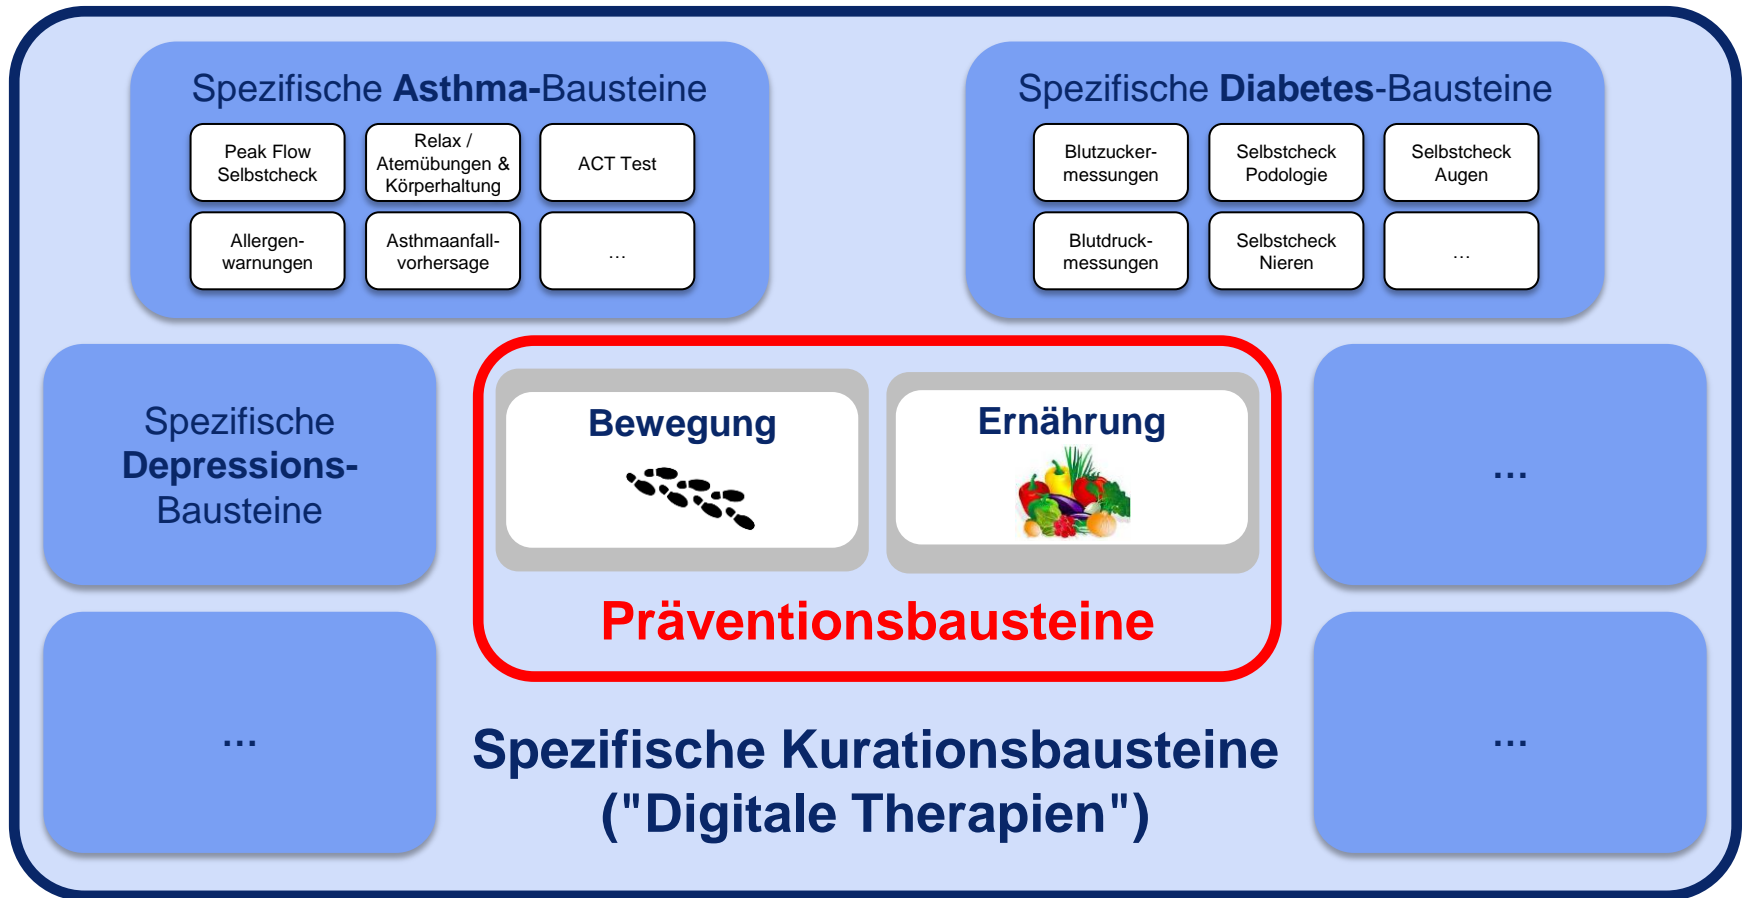 Spezifische Asthma-Bausteine
Peak Flow
Selbstcheck
Relax /
Atemübungen &
Körperhaltung
ACT Test
Allergen-
warnungen
Asthmaanfall-
vorhersage
...
Spezifische Diabetes-Bausteine
Blutzucker-
messungen
Selbstcheck
Podologie
Selbstcheck
Augen
Blutdruck-
messungen
Selbstcheck
Nieren
...
Spezifische
Depressions-
Bausteine
Bewegung
Ernährung
Präventionsbausteine
...
...
Spezifische Kurationsbausteine
("Digitale Therapien")
...